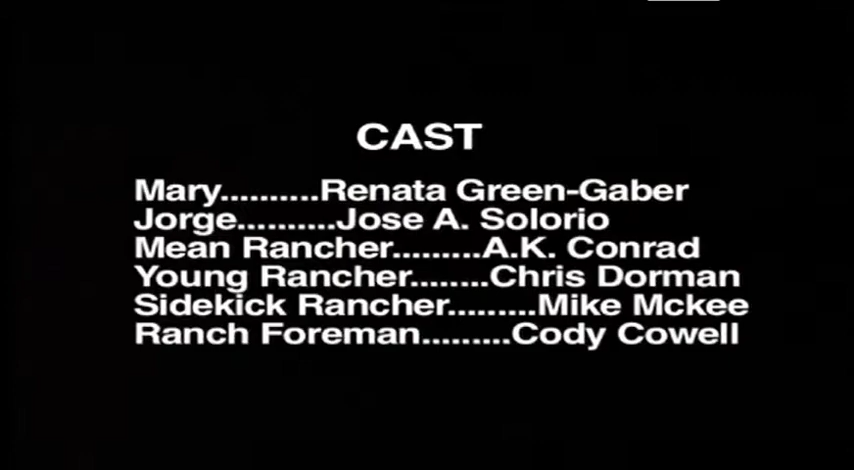 CAST
Mary..........Renata Green-Gaber
Jorge..........Jose A. Solorio
Mean Rancher.........A.K. Conrad
Young Rancher........Chris Dorman
Sidekick Rancher.........Mike Mckee
Ranch Foreman.........Cody Cowell